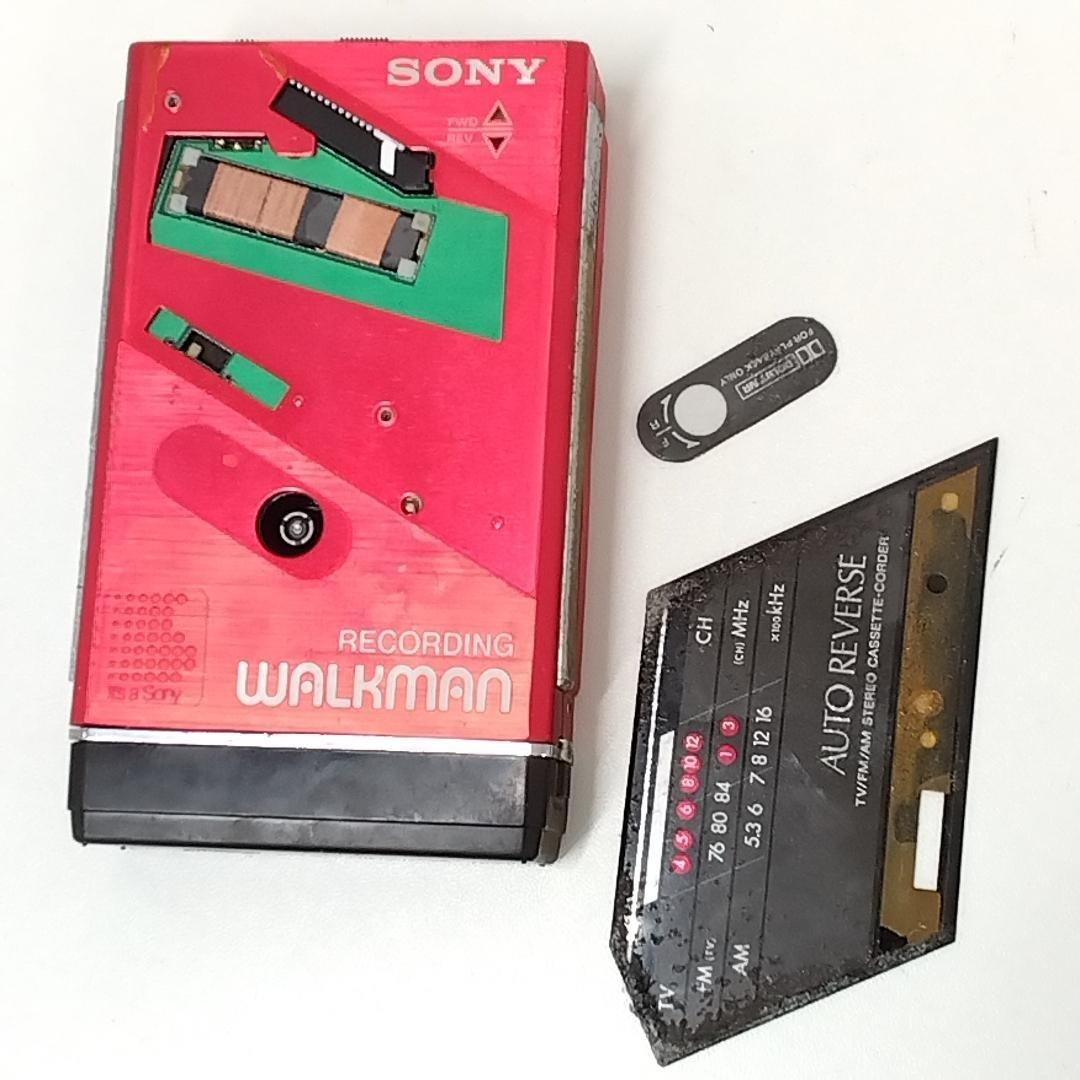 SONY
FWD
REV
RECORDING
WALKMAN
a Sony
FOR PLAYBACK ONLY
DOLBY NR
R
F
CH
(CH) MHz
x100kHz
4 5 6 8 10 12
1 3
76 80 84
5.3 6 7 8 12 16
TV
FM (TV)
AM
AUTO REVERSE
TV/FM/AM STEREO CASSETTE-CORDER